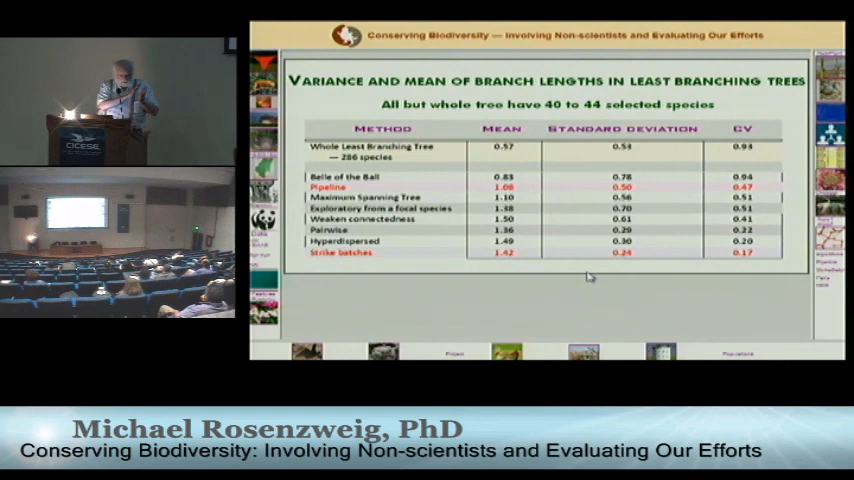 Conserving Biodiversity — Involving Non-scientists and Evaluating Our Efforts
VARIANCE AND MEAN OF BRANCH LENGTHS IN LEAST BRANCHING TREES
All but whole tree have 40 to 44 selected species
METHOD MEAN STANDARD DEVIATION CV
Whole Least Branching Tree 0.57 0.53 0.93
— 286 species
Belle of the Ball 0.83 0.78 0.94
Pipeline 1.08 0.50 0.47
Maximum Spanning Tree 1.10 0.56 0.51
Exploratory from a focal species 1.38 0.70 0.51
Weaken connectedness 1.50 0.61 0.41
Pairwise 1.36 0.29 0.22
Hyperdispersed 1.49 0.30 0.20
Strike batches 1.42 0.24 0.17
CICESE
Michael Rosenzweig, PhD
Conserving Biodiversity: Involving Non-scientists and Evaluating Our Efforts